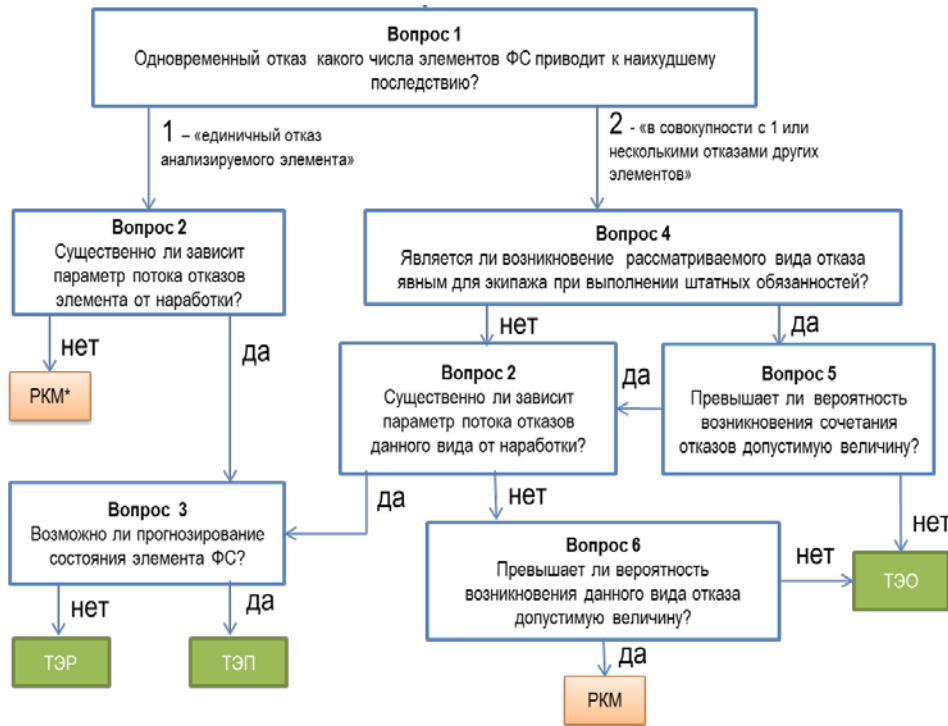 Вопрос 1
Одновременный отказ какого числа элементов ФС приводит к наихудшему
последствию?
1 – «единичный отказ
анализируемого элемента»
2 - «в совокупности с 1 или
несколькими отказами других
элементов»
Вопрос 2
Существенно ли зависит
параметр потока отказов
элемента от наработки?
Вопрос 4
Является ли возникновение рассматриваемого вида отказа
явным для экипажа при выполнении штатных обязанностей?
нет
да
нет
да
РКМ*
Вопрос 2
Существенно ли зависит
параметр потока отказов
данного вида от наработки?
да
Вопрос 5
Превышает ли вероятность
возникновения сочетания
отказов допустимую величину?
Вопрос 3
Возможно ли прогнозирование
состояния элемента ФС?
да
нет
нет
Вопрос 6
Превышает ли вероятность
возникновения данного вида отказа
допустимую величину?
нет
ТЭО
нет
да
ТЭР
ТЭП
да
РКМ